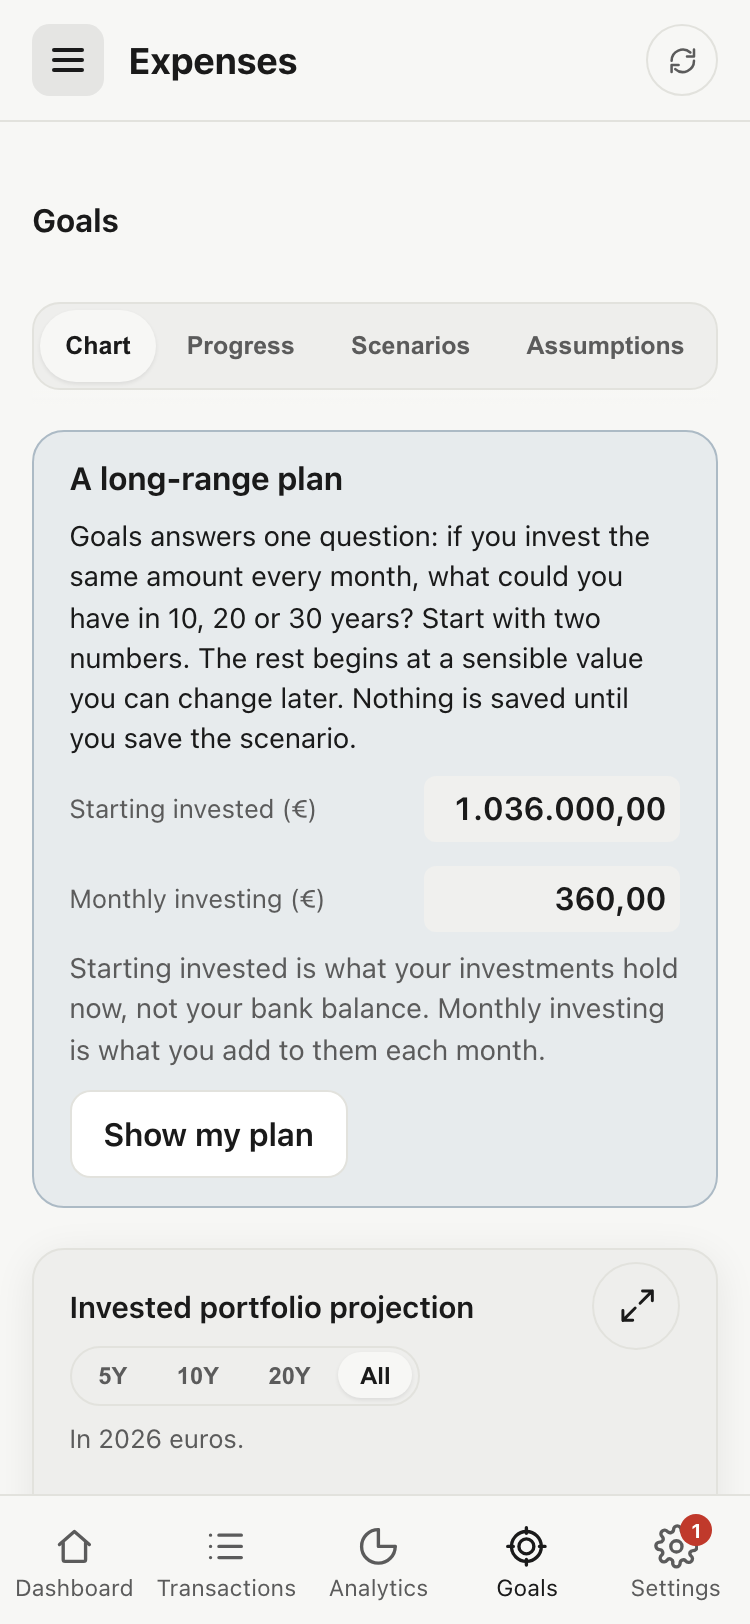 Expenses
Goals
Chart Progress Scenarios Assumptions
A long-range plan
Goals answers one question: if you invest the
same amount every month, what could you
have in 10, 20 or 30 years? Start with two
numbers. The rest begins at a sensible value
you can change later. Nothing is saved until
you save the scenario.
Starting invested (€) 1.036.000,00
Monthly investing (€) 360,00
Starting invested is what your investments hold
now, not your bank balance. Monthly investing
is what you add to them each month.
Show my plan
Invested portfolio projection
5Y 10Y 20Y All
In 2026 euros.
1
Dashboard Transactions Analytics Goals Settings